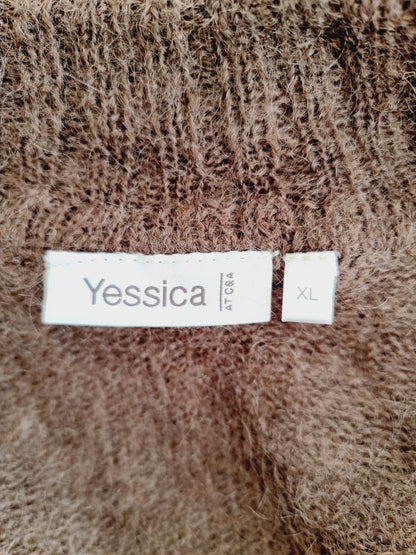 Yessica
AT C&A
XL